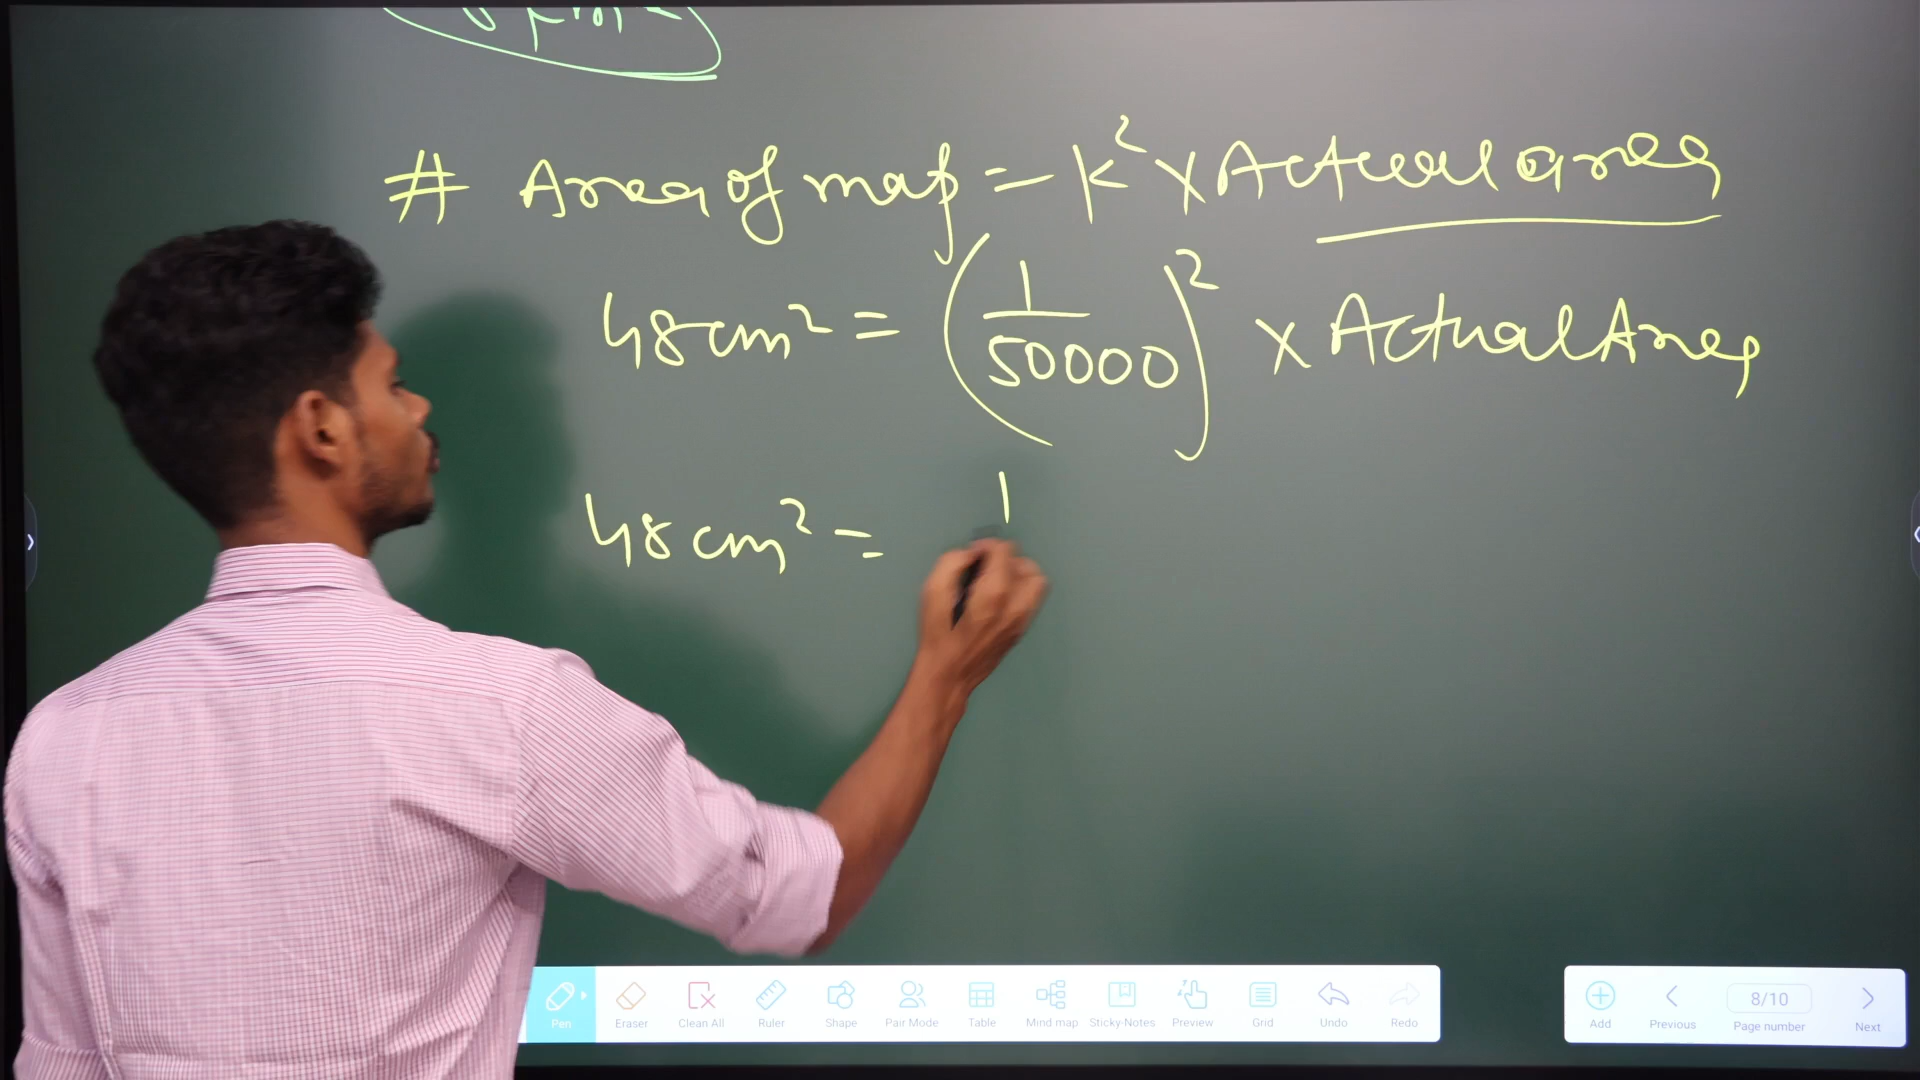 # Area of map = K² × Actual area
48 cm² = (1/50000)² × Actual Area
48 cm² = 1
Pen
Eraser
Clean All
Ruler
Shape
Pair Mode
Table
Mind map
Sticky-Notes
Preview
Grid
Undo
Redo
Add
Previous
8/10
Page number
Next